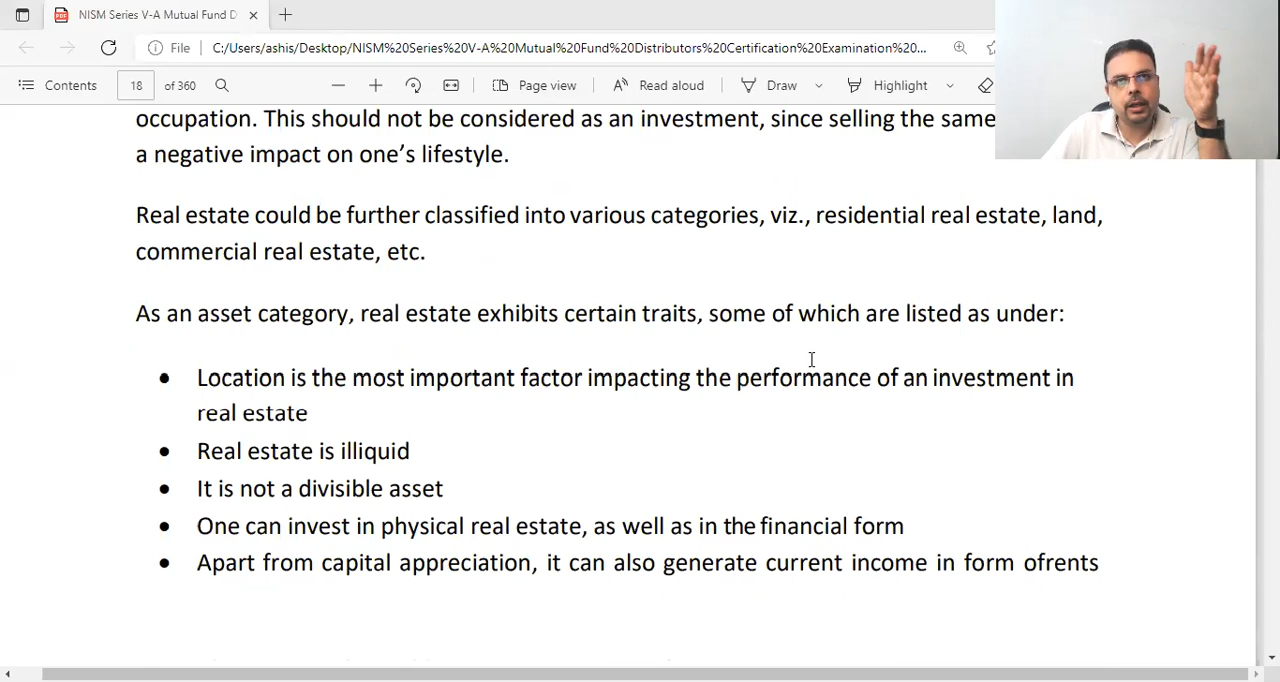 NISM Series V-A Mutual Fund D
File C:/Users/ashis/Desktop/NISM%20Series%20V-A%20Mutual%20Fund%20Distributors%20Certification%20Examination%20...
Contents 18 of 360 Page view Read aloud Draw Highlight
occupation. This should not be considered as an investment, since selling the same
a negative impact on one’s lifestyle.
Real estate could be further classified into various categories, viz., residential real estate, land,
commercial real estate, etc.
As an asset category, real estate exhibits certain traits, some of which are listed as under:
• Location is the most important factor impacting the performance of an investment in
real estate
• Real estate is illiquid
• It is not a divisible asset
• One can invest in physical real estate, as well as in the financial form
• Apart from capital appreciation, it can also generate current income in form ofrents